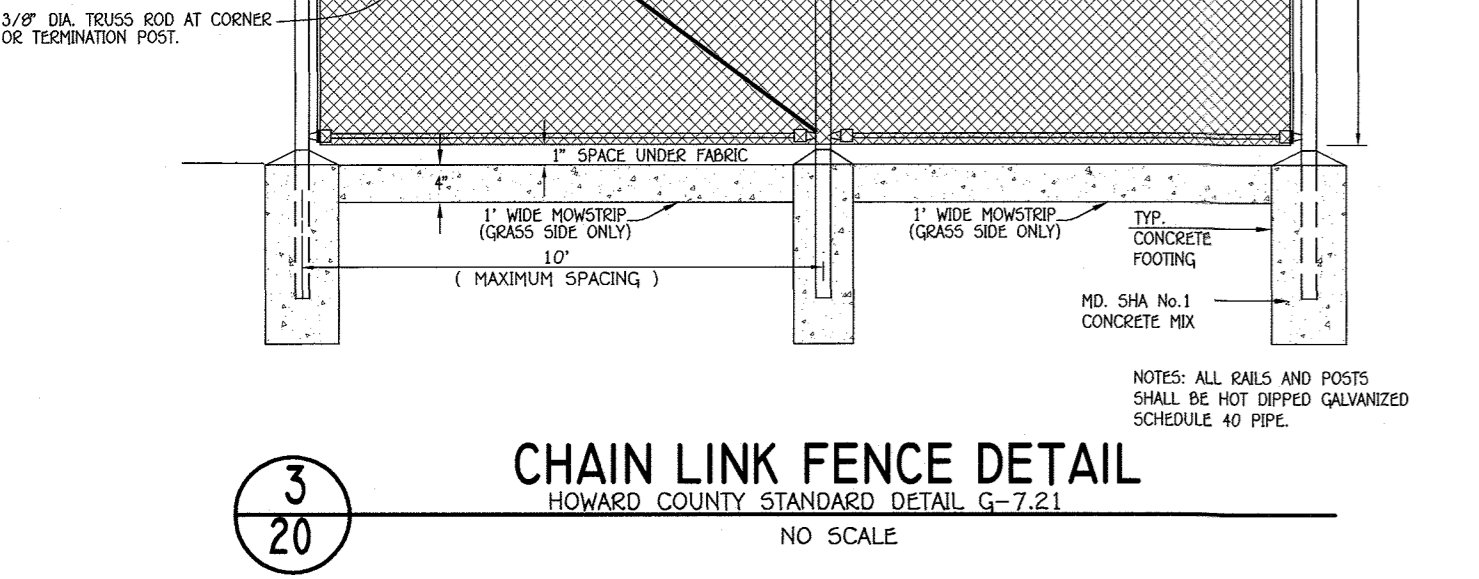 3/8" DIA. TRUSS ROD AT CORNER
OR TERMINATION POST.
1" SPACE UNDER FABRIC
4"
1' WIDE MOWSTRIP
(GRASS SIDE ONLY)
1' WIDE MOWSTRIP
(GRASS SIDE ONLY)
TYP.
CONCRETE
FOOTING
10'
( MAXIMUM SPACING )
MD. SHA No.1
CONCRETE MIX
NOTES: ALL RAILS AND POSTS
SHALL BE HOT DIPPED GALVANIZED
SCHEDULE 40 PIPE.
3
20
CHAIN LINK FENCE DETAIL
HOWARD COUNTY STANDARD DETAIL G-7.21
NO SCALE